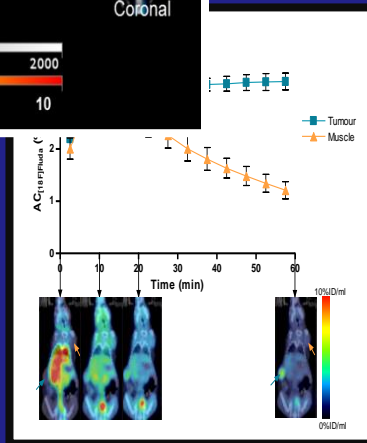 Coronal
2000
10
Tumour
Muscle
AC[18F]Fluda (
2
1
0
0 10 20 30 40 50 60
Time (min)
10%ID/ml
0%ID/ml